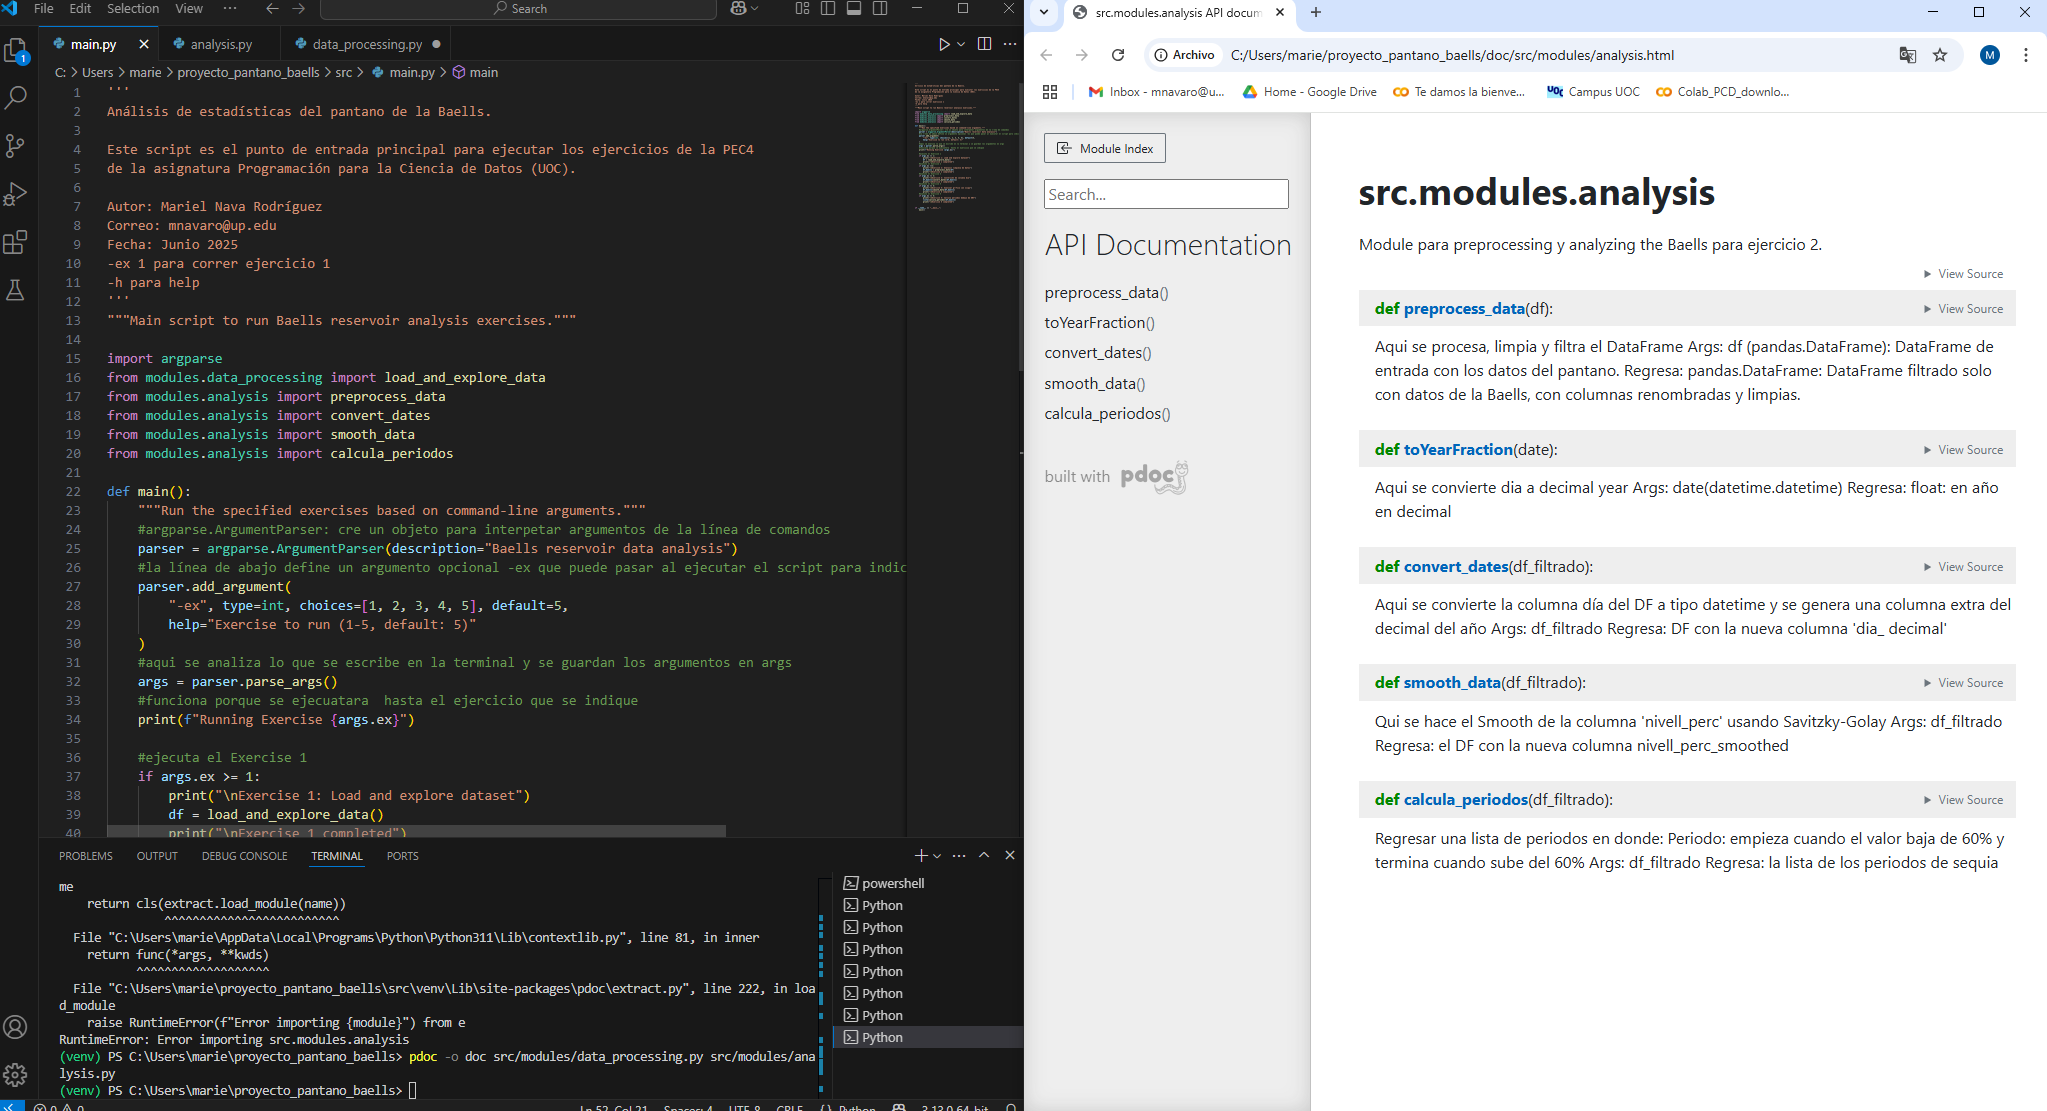 File Edit Selection View ··· Search
main.py
analysis.py
data_processing.py
C: > Users > marie > proyecto_pantano_baells > src > main.py > main
1 '''
2 Análisis de estadísticas del pantano de la Baells.
3
4 Este script es el punto de entrada principal para ejecutar los ejercicios de la PEC4
5 de la asignatura Programación para la Ciencia de Datos (UOC).
6
7 Autor: Mariel Nava Rodríguez
8 Correo: mnavaro@up.edu
9 Fecha: Junio 2025
10 -ex 1 para correr ejercicio 1
11 -h para help
12 '''
13 """Main script to run Baells reservoir analysis exercises."""
14
15 import argparse
16 from modules.data_processing import load_and_explore_data
17 from modules.analysis import preprocess_data
18 from modules.analysis import convert_dates
19 from modules.analysis import smooth_data
20 from modules.analysis import calcula_periodos
21
22 def main():
23 """Run the specified exercises based on command-line arguments."""
24 #argparse.ArgumentParser: cre un objeto para interpetar argumentos de la línea de comandos
25 parser = argparse.ArgumentParser(description="Baells reservoir data analysis")
26 #la línea de abajo define un argumento opcional -ex que puede pasar al ejecutar el script para indic
27 parser.add_argument(
28 "-ex", type=int, choices=[1, 2, 3, 4, 5], default=5,
29 help="Exercise to run (1-5, default: 5)"
30 )
31 #aqui se analiza lo que se escribe en la terminal y se guardan los argumentos en args
32 args = parser.parse_args()
33 #funciona porque se ejecuatara  hasta el ejercicio que se indique
34 print(f"Running Exercise {args.ex}")
35
36 #ejecuta el Exercise 1
37 if args.ex >= 1:
38 print("\nExercise 1: Load and explore dataset")
39 df = load_and_explore_data()
40 print("\nExercise 1 completed")
PROBLEMS OUTPUT DEBUG CONSOLE TERMINAL PORTS
me
return cls(extract.load_module(name))
^^^^^^^^^^^^^^^^^^^^^^^^^
File "C:\Users\marie\AppData\Local\Programs\Python\Python311\Lib\contextlib.py", line 81, in inner
return func(*args, **kwds)
^^^^^^^^^^^^^^^^^^^
File "C:\Users\marie\proyecto_pantano_baells\src\venv\Lib\site-packages\pdoc\extract.py", line 222, in loa
d_module
raise RuntimeError(f"Error importing {module}") from e
RuntimeError: Error importing src.modules.analysis
(venv) PS C:\Users\marie\proyecto_pantano_baells> pdoc -o doc src/modules/data_processing.py src/modules/ana
lysis.py
(venv) PS C:\Users\marie\proyecto_pantano_baells>
powershell
Python
Python
Python
Python
Python
Python
Python
Ln 52, Col 21 Spaces: 4 UTF-8 CRLF {} Python 3.13.0 64-bit
src.modules.analysis API docum
Archivo C:/Users/marie/proyecto_pantano_baells/doc/src/modules/analysis.html M
Inbox - mnavaro@u... Home - Google Drive Te damos la bienve... UOC Campus UOC Colab_PCD_downlo...
Module Index
Search...
API Documentation
preprocess_data()
toYearFraction()
convert_dates()
smooth_data()
calcula_periodos()
built with pdoc
src.modules.analysis
Module para preprocessing y analyzing the Baells para ejercicio 2.
View Source
def preprocess_data(df): View Source
Aqui se procesa, limpia y filtra el DataFrame Args: df (pandas.DataFrame): DataFrame de
entrada con los datos del pantano. Regresa: pandas.DataFrame: DataFrame filtrado solo
con datos de la Baells, con columnas renombradas y limpias.
def toYearFraction(date): View Source
Aqui se convierte dia a decimal year Args: date(datetime.datetime) Regresa: float: en año
en decimal
def convert_dates(df_filtrado): View Source
Aqui se convierte la columna día del DF a tipo datetime y se genera una columna extra del
decimal del año Args: df_filtrado Regresa: DF con la nueva columna 'dia_ decimal'
def smooth_data(df_filtrado): View Source
Qui se hace el Smooth de la columna 'nivell_perc' usando Savitzky-Golay Args: df_filtrado
Regresa: el DF con la nueva columna nivell_perc_smoothed
def calcula_periodos(df_filtrado): View Source
Regresar una lista de periodos en donde: Periodo: empieza cuando el valor baja de 60% y
termina cuando sube del 60% Args: df_filtrado Regresa: la lista de los periodos de sequia